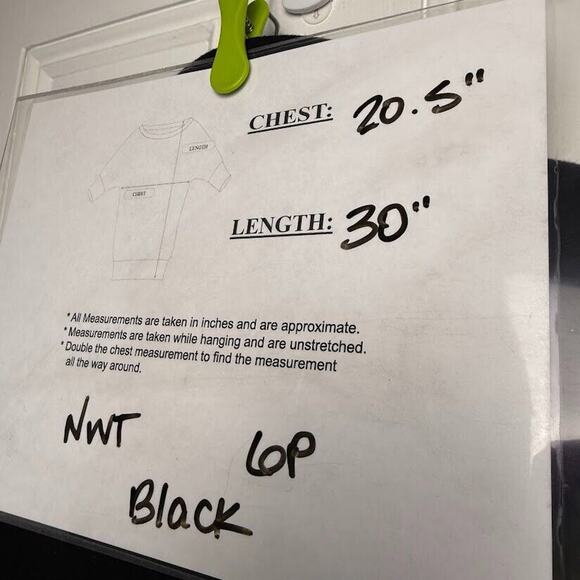 CHEST: 20.5"
LENGTH
CHEST
LENGTH: 30"
*All Measurements are taken in inches and are approximate.
*Measurements are taken while hanging and are unstretched.
*Double the chest measurement to find the measurement
all the way around.
NWT 6P
Black